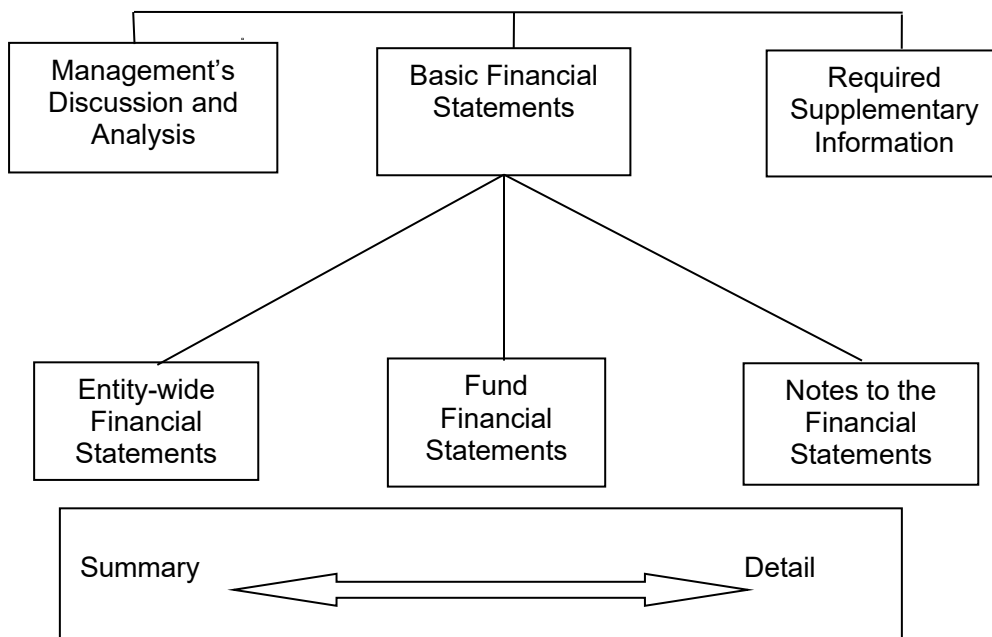 Management’s
Discussion and
Analysis
Basic Financial
Statements
Required
Supplementary
Information
Entity-wide
Financial
Statements
Fund
Financial
Statements
Notes to the
Financial
Statements
Summary
Detail